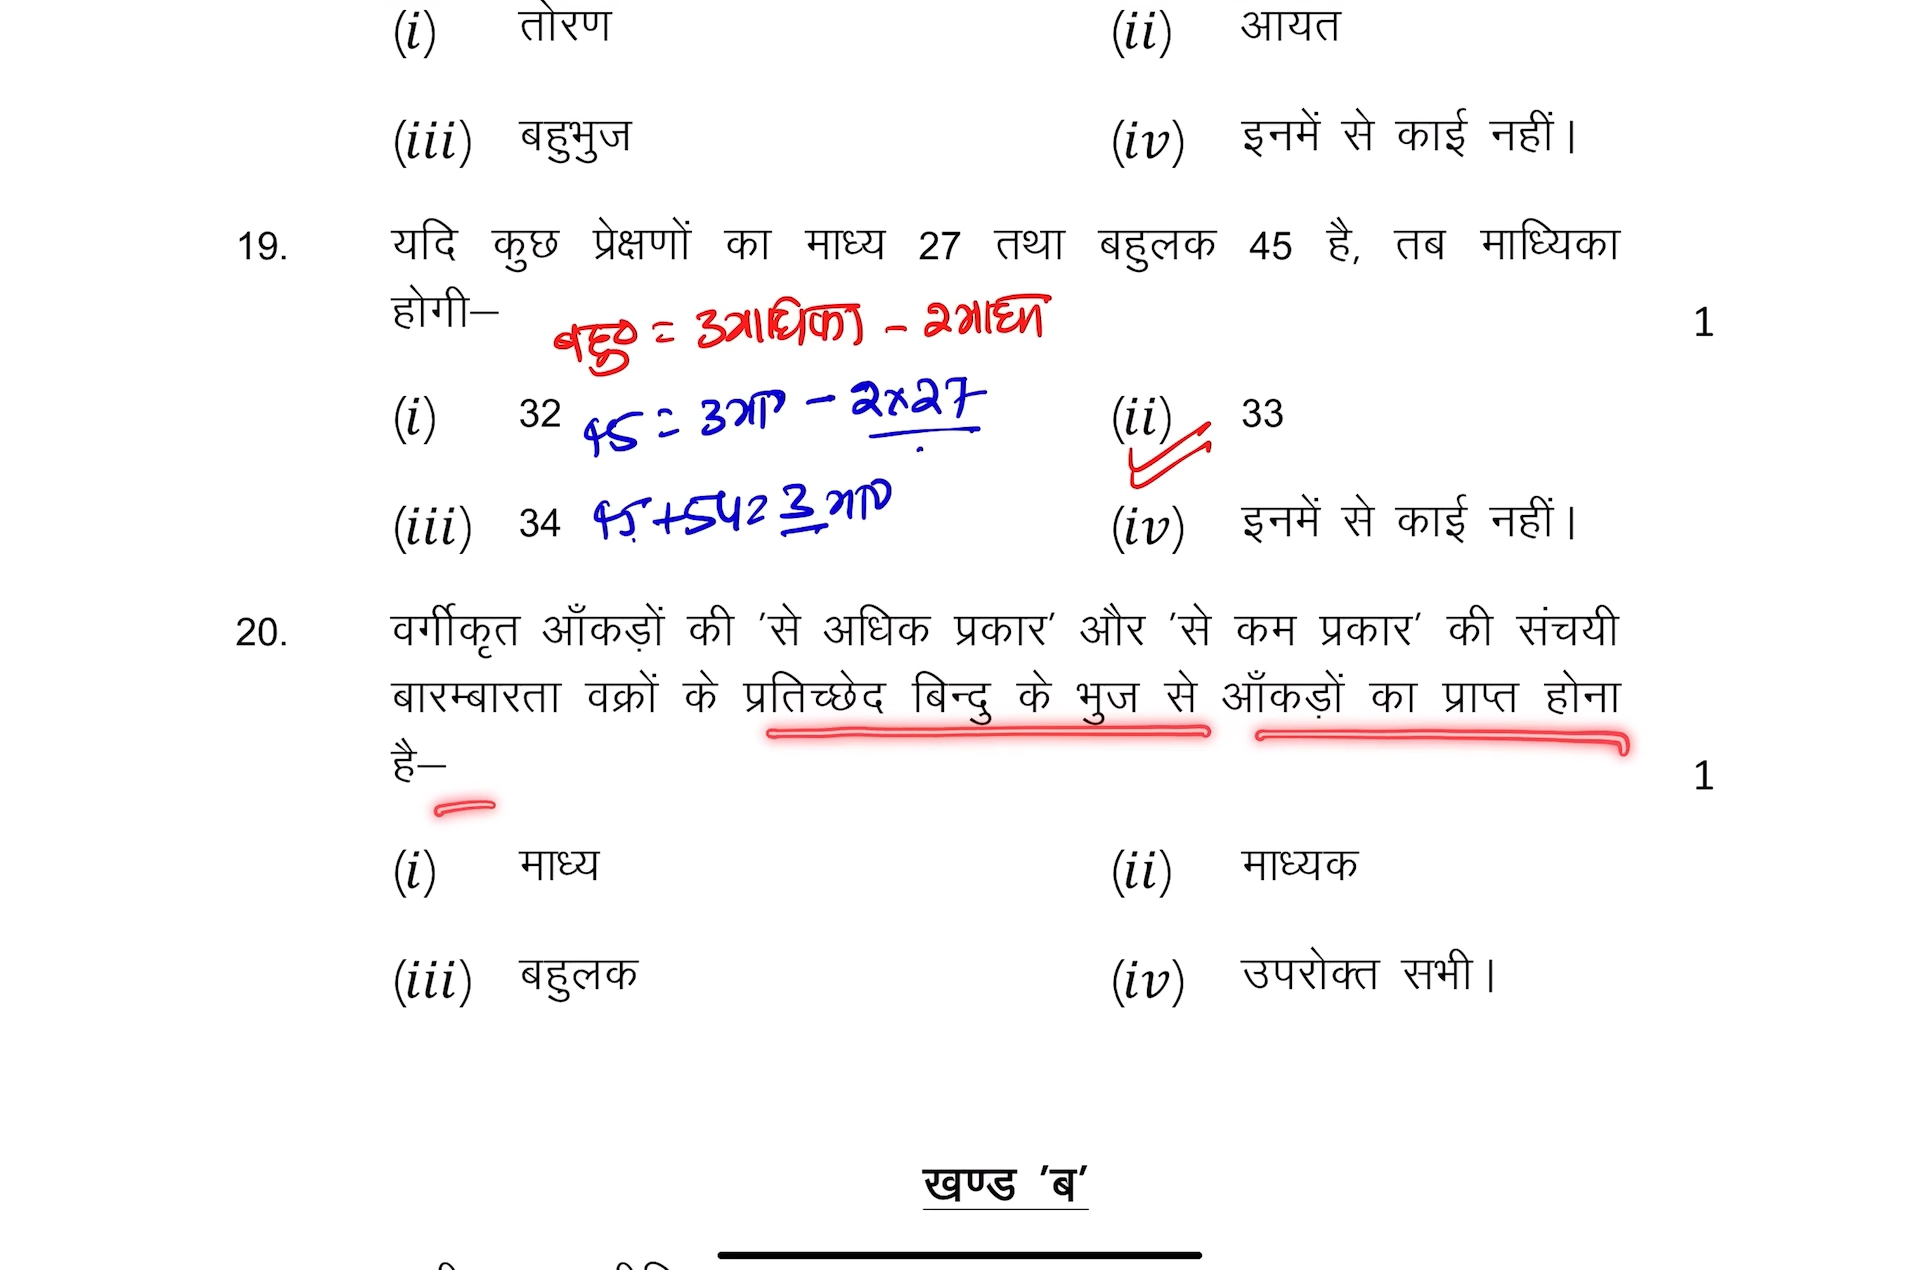 (i) तोरण (ii) आयत
(iii) बहुभुज (iv) इनमें से काई नहीं।
19. यदि कुछ प्रेक्षणों का माध्य 27 तथा बहुलक 45 है, तब माध्यिका
होगी– 1
बहु० = 3माधिका - 2माध्य
(i) 32 (ii) 33
45 = 3मा० - 2×27
(iii) 34 (iv) इनमें से काई नहीं।
45+54= 3 मा०
20. वर्गीकृत आँकड़ों की 'से अधिक प्रकार' और 'से कम प्रकार' की संचयी
बारम्बारता वक्रों के प्रतिच्छेद बिन्दु के भुज से आँकड़ों का प्राप्त होना
है– 1
(i) माध्य (ii) माध्यक
(iii) बहुलक (iv) उपरोक्त सभी।
खण्ड 'ब'